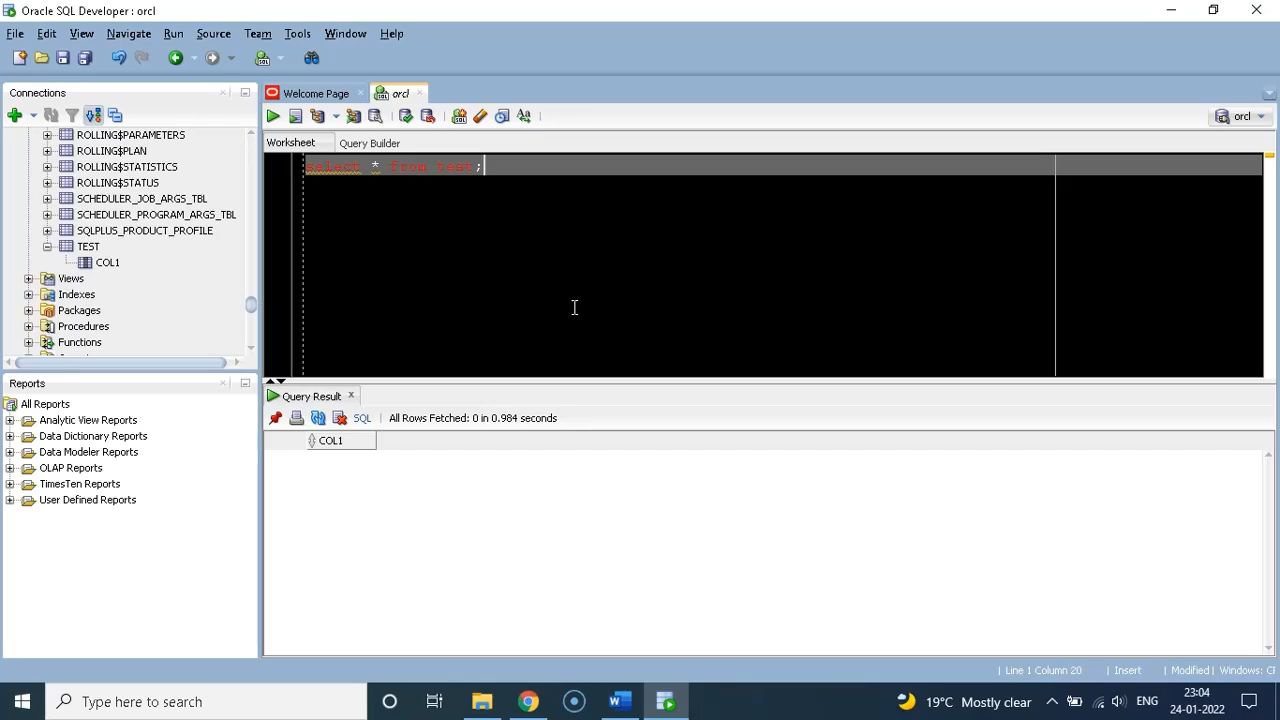 Oracle SQL Developer : orcl
File Edit View Navigate Run Source Team Tools Window Help
Connections
ROLLING$PARAMETERS
ROLLING$PLAN
ROLLING$STATISTICS
ROLLING$STATUS
SCHEDULER_JOB_ARGS_TBL
SCHEDULER_PROGRAM_ARGS_TBL
SQLPLUS_PRODUCT_PROFILE
TEST
COL1
Views
Indexes
Packages
Procedures
Functions
Reports
All Reports
Analytic View Reports
Data Dictionary Reports
Data Modeler Reports
OLAP Reports
TimesTen Reports
User Defined Reports
Welcome Page orcl
Aa
orcl
Worksheet Query Builder
select * from test;
Query Result
SQL All Rows Fetched: 0 in 0.984 seconds
COL1
Line 1 Column 20 Insert Modified Windows:
Type here to search
19°C Mostly clear ENG
23:04
24-01-2022